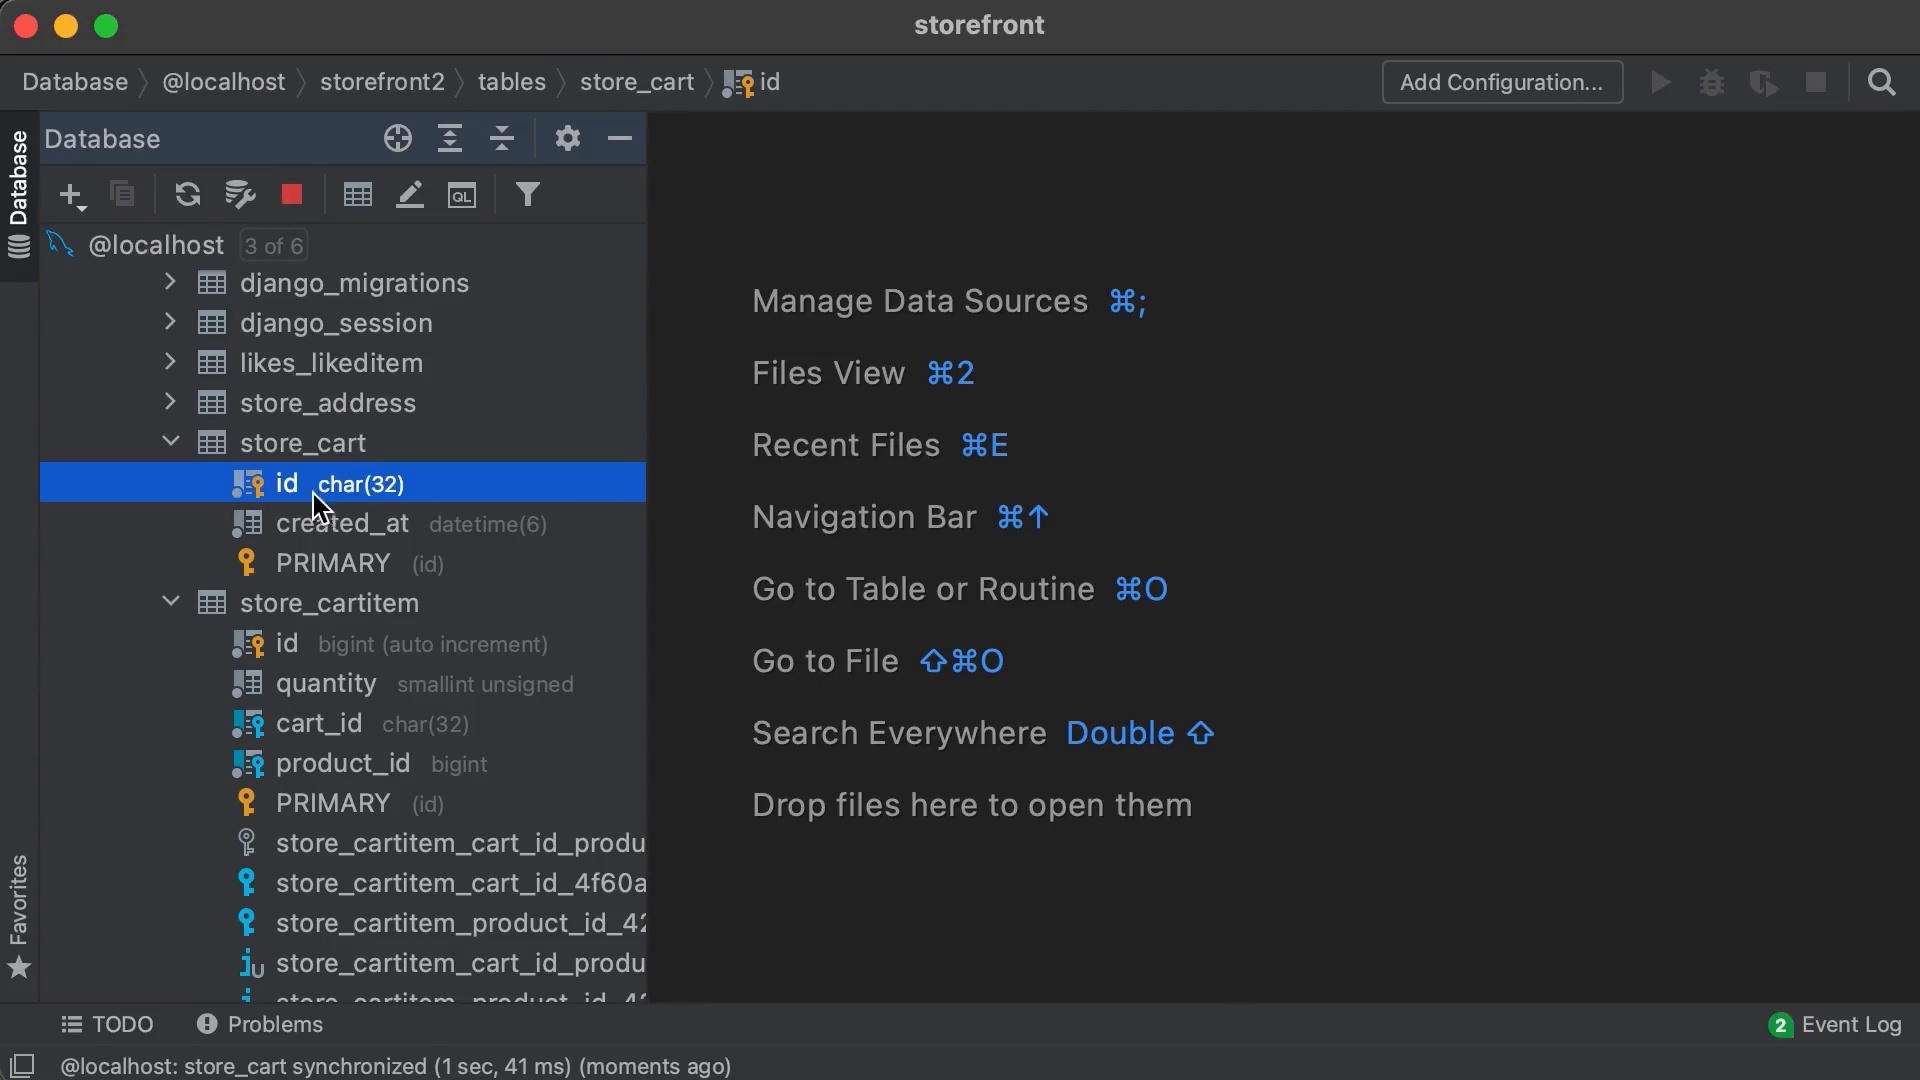 storefront
Database @localhost storefront2 tables store_cart id Add Configuration...
Database
Database
QL
@localhost 3 of 6
django_migrations
django_session
likes_likeditem
store_address
store_cart
id char(32)
created_at datetime(6)
PRIMARY (id)
store_cartitem
id bigint (auto increment)
quantity smallint unsigned
cart_id char(32)
product_id bigint
PRIMARY (id)
store_cartitem_cart_id_produ
store_cartitem_cart_id_4f60a
store_cartitem_product_id_42
store_cartitem_cart_id_produ
store_cartitem_product_id_42
Manage Data Sources ⌘;
Files View ⌘2
Recent Files ⌘E
Navigation Bar ⌘↑
Go to Table or Routine ⌘O
Go to File ⇧⌘O
Search Everywhere Double ⇧
Drop files here to open them
Favorites
TODO Problems 2 Event Log
@localhost: store_cart synchronized (1 sec, 41 ms) (moments ago)